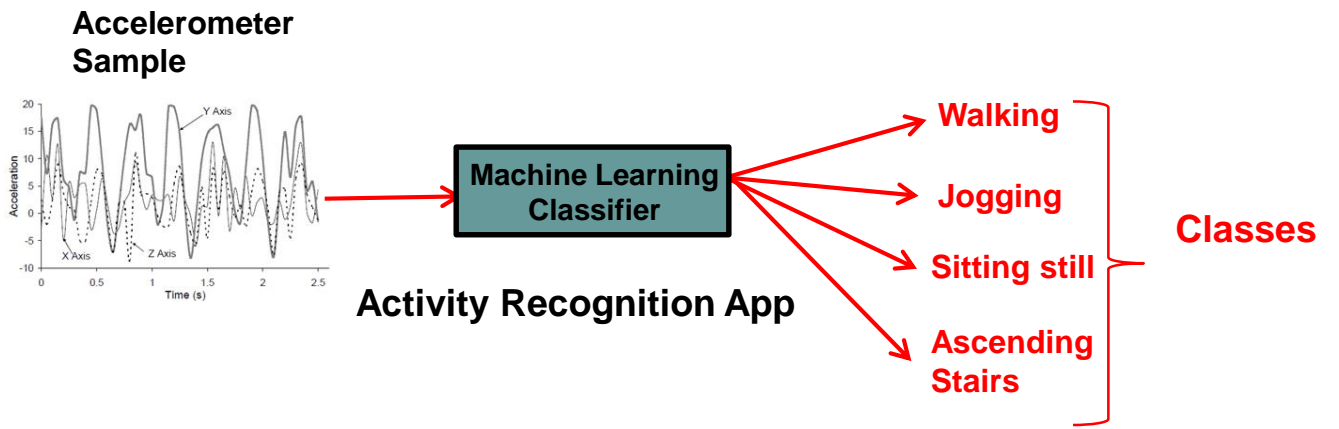 Accelerometer
Sample
20
15
10
5
0
-5
-10
Acceleration
Y Axis
X Axis
Z Axis
0
0.5
1
1.5
2
2.5
Time (s)
Machine Learning
Classifier
Activity Recognition App
Walking
Jogging
Sitting still
Ascending
Stairs
Classes